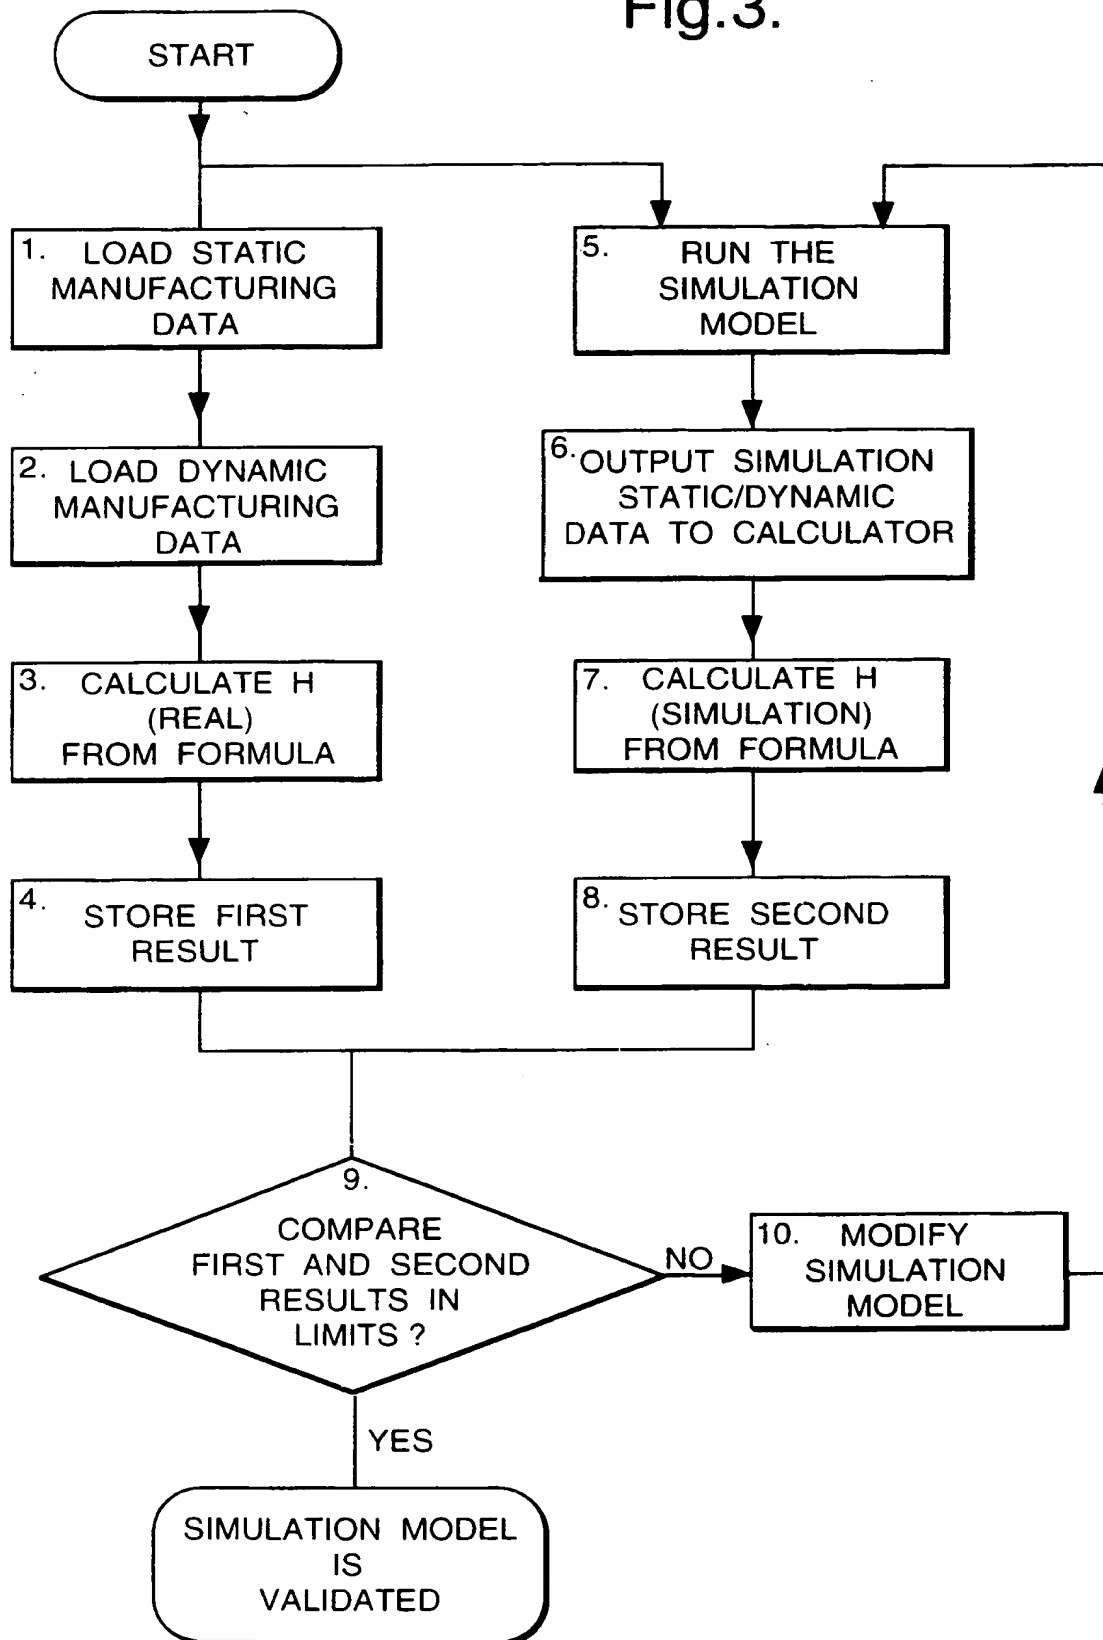 Fig.3.
START
1. LOAD STATIC
MANUFACTURING
DATA
2. LOAD DYNAMIC
MANUFACTURING
DATA
3. CALCULATE H
(REAL)
FROM FORMULA
4. STORE FIRST
RESULT
5. RUN THE
SIMULATION
MODEL
6. OUTPUT SIMULATION
STATIC/DYNAMIC
DATA TO CALCULATOR
7. CALCULATE H
(SIMULATION)
FROM FORMULA
8. STORE SECOND
RESULT
9.
COMPARE
FIRST AND SECOND
RESULTS IN
LIMITS ?
NO
10. MODIFY
SIMULATION
MODEL
YES
SIMULATION MODEL
IS
VALIDATED